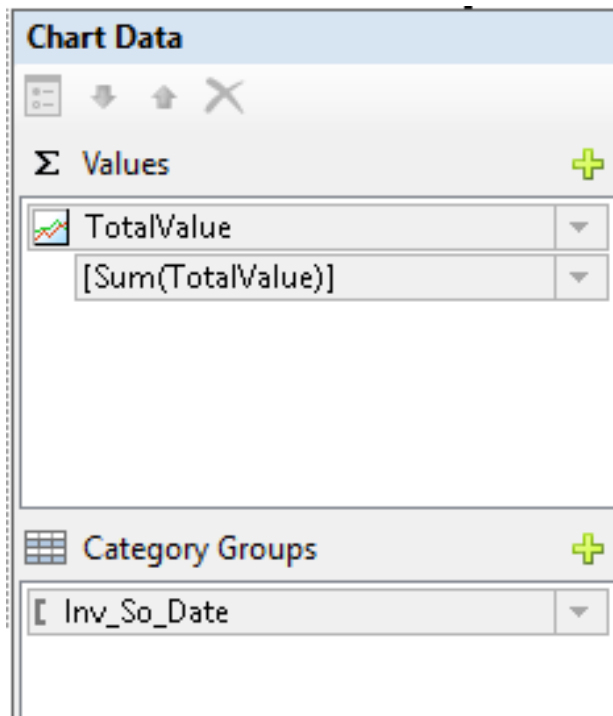 Chart Data
Σ Values
TotalValue
[Sum(TotalValue)]
Category Groups
Inv_So_Date